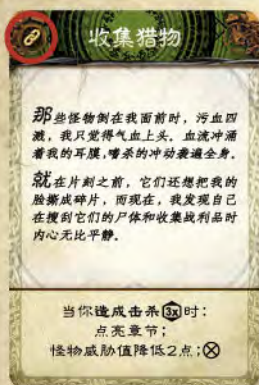 收集猎物
那些怪物倒在我面前时，污血四
溅，我只觉得气血上头。血流冲涌
着我的耳膜，嗜杀的冲动袭遍全身。
就在片刻之前，它们还想把我的
脸撕成碎片，而现在，我发现自己
在搜刮它们的尸体和收集战利品时
内心无比平静。
当你造成击杀3x时：
点亮章节；
怪物威胁值降低2点；